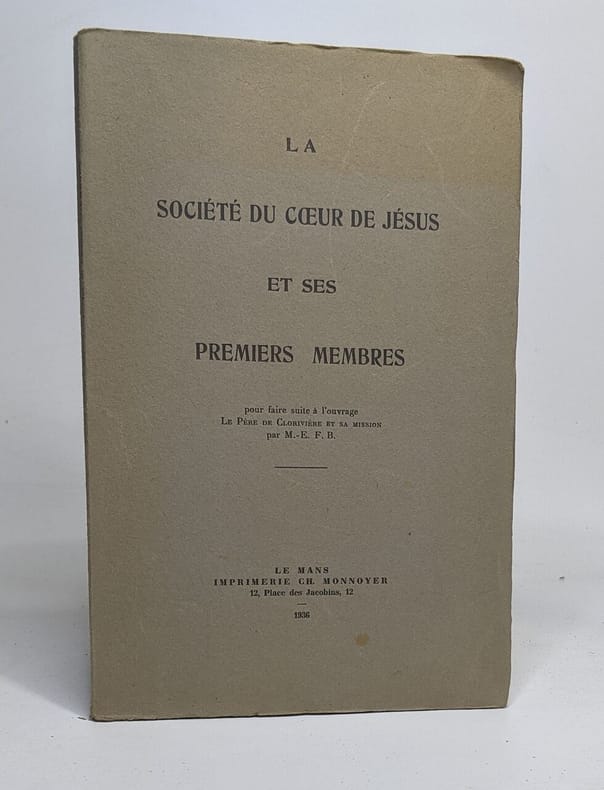 LA
SOCIÉTÉ DU CŒUR DE JÉSUS
ET SES
PREMIERS MEMBRES
pour faire suite à l'ouvrage
LE PÈRE DE CLORIVIÈRE ET SA MISSION
par M.-E. F. B.
LE MANS
IMPRIMERIE CH. MONNOYER
12, Place des Jacobins, 12
1936